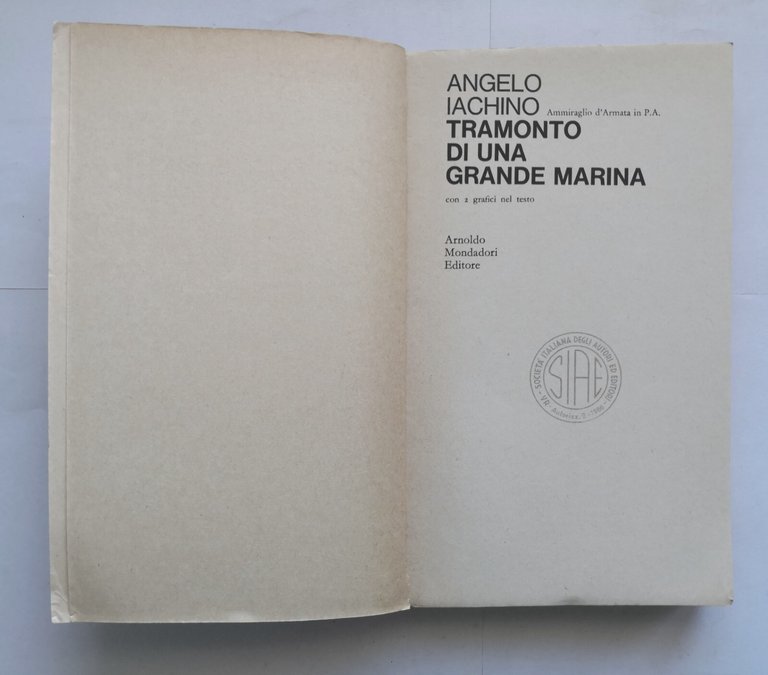 ANGELO
IACHINO Ammiraglio d'Armata in P.A.
TRAMONTO
DI UNA
GRANDE MARINA
con 2 grafici nel testo
Arnoldo
Mondadori
Editore
SOCIETÀ ITALIANA DEGLI AUTORI ED EDITORI
SIAE